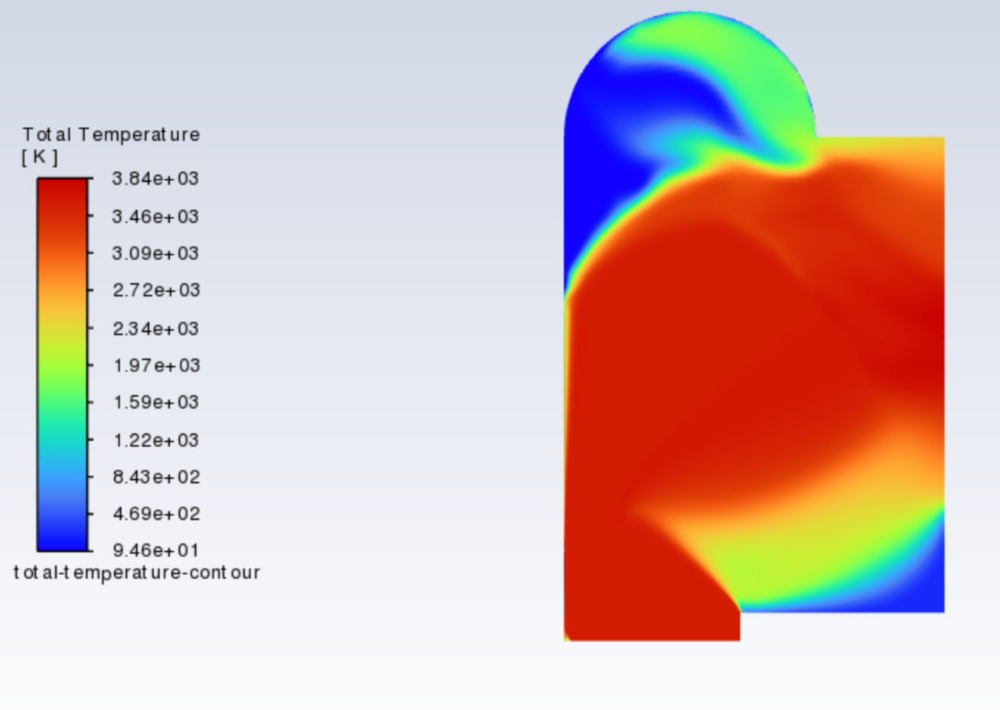 Total Temperature
[ K ]
3.84e+03
3.46e+03
3.09e+03
2.72e+03
2.34e+03
1.97e+03
1.59e+03
1.22e+03
8.43e+02
4.69e+02
9.46e+01
total-temperature-contour